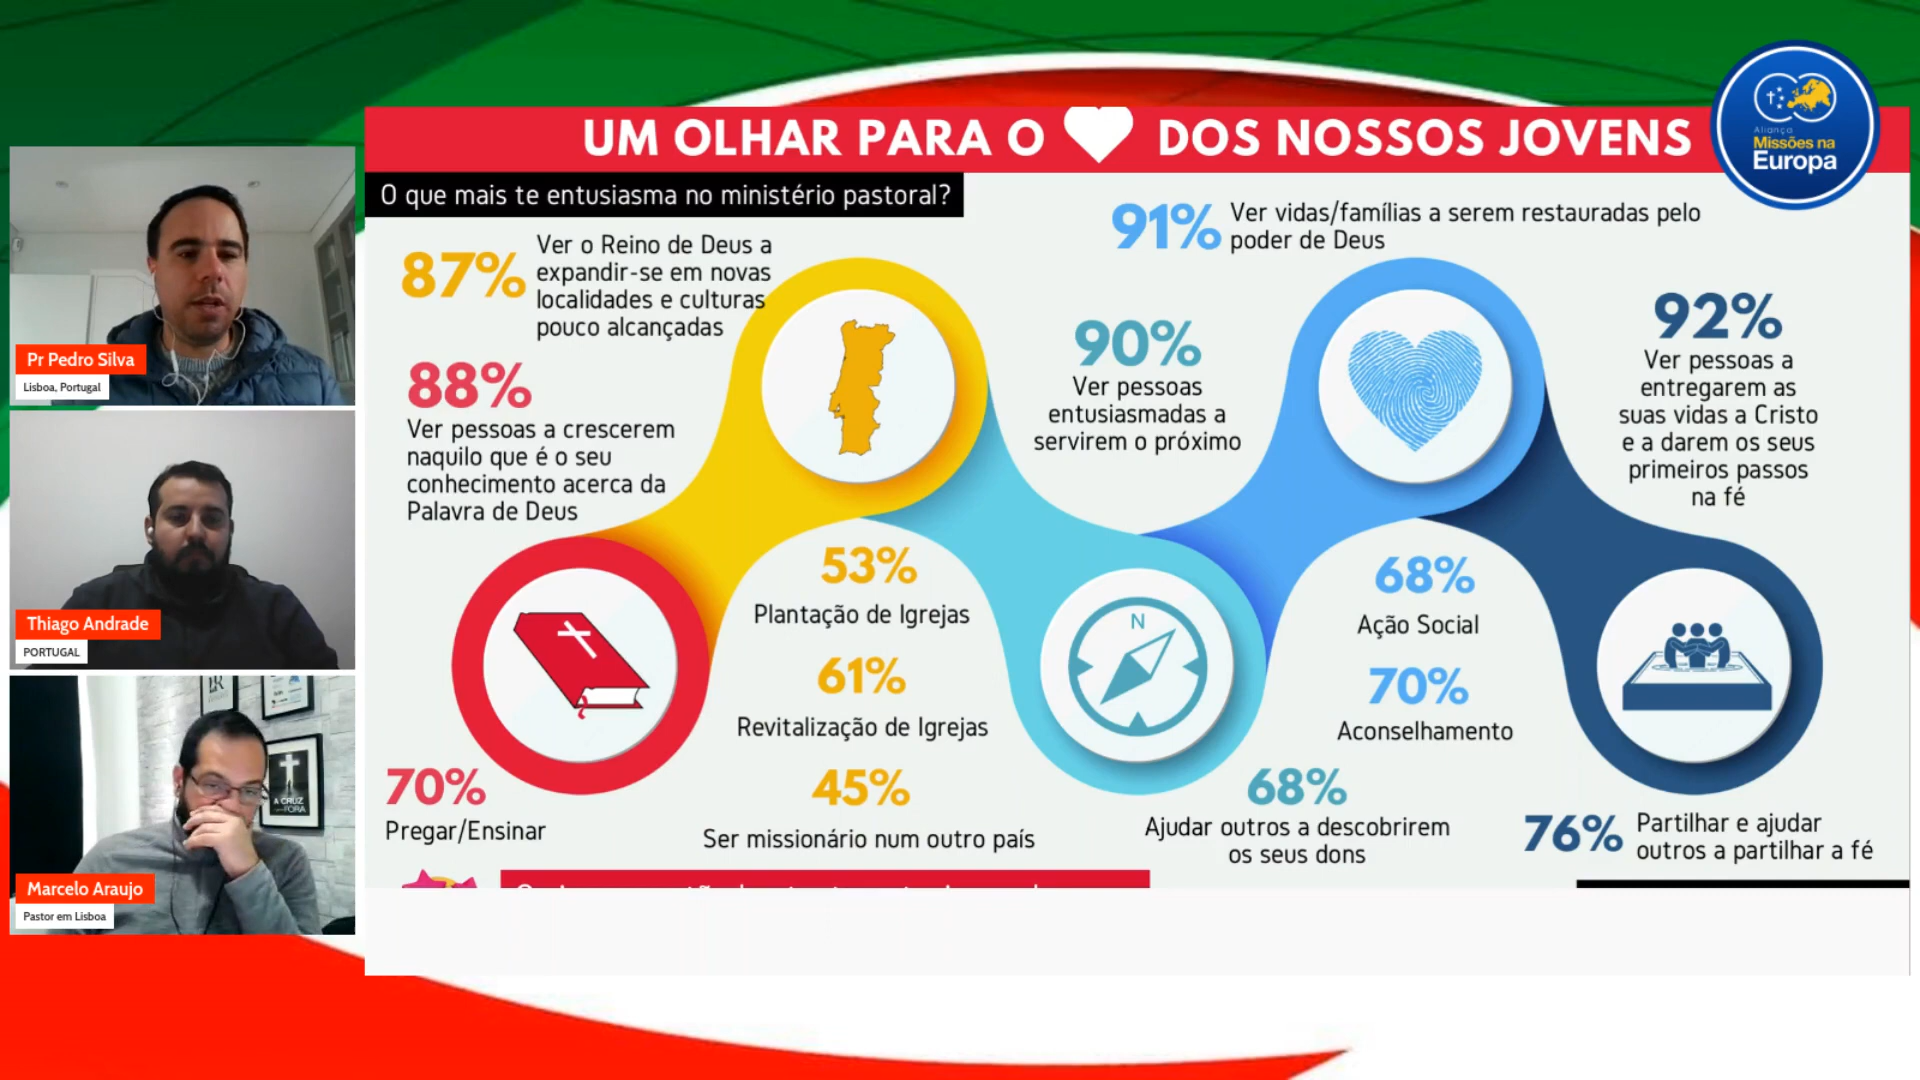 UM OLHAR PARA O DOS NOSSOS JOVENS
Aliança
Missões na
Europa
O que mais te entusiasma no ministério pastoral?
87%
Ver o Reino de Deus a
expandir-se em novas
localidades e culturas
pouco alcançadas
88%
Ver pessoas a crescerem
naquilo que é o seu
conhecimento acerca da
Palavra de Deus
91%
Ver vidas/famílias a serem restauradas pelo
poder de Deus
90%
Ver pessoas
entusiasmadas a
servirem o próximo
92%
Ver pessoas a
entregarem as
suas vidas a Cristo
e a darem os seus
primeiros passos
na fé
53%
Plantação de Igrejas
61%
Revitalização de Igrejas
45%
Ser missionário num outro país
N
68%
Ação Social
70%
Aconselhamento
70%
Pregar/Ensinar
68%
Ajudar outros a descobrirem
os seus dons
76%
Partilhar e ajudar
outros a partilhar a fé
Pr Pedro Silva
Lisboa, Portugal
Thiago Andrade
PORTUGAL
A CRUZ
Marcelo Araujo
Pastor em Lisboa